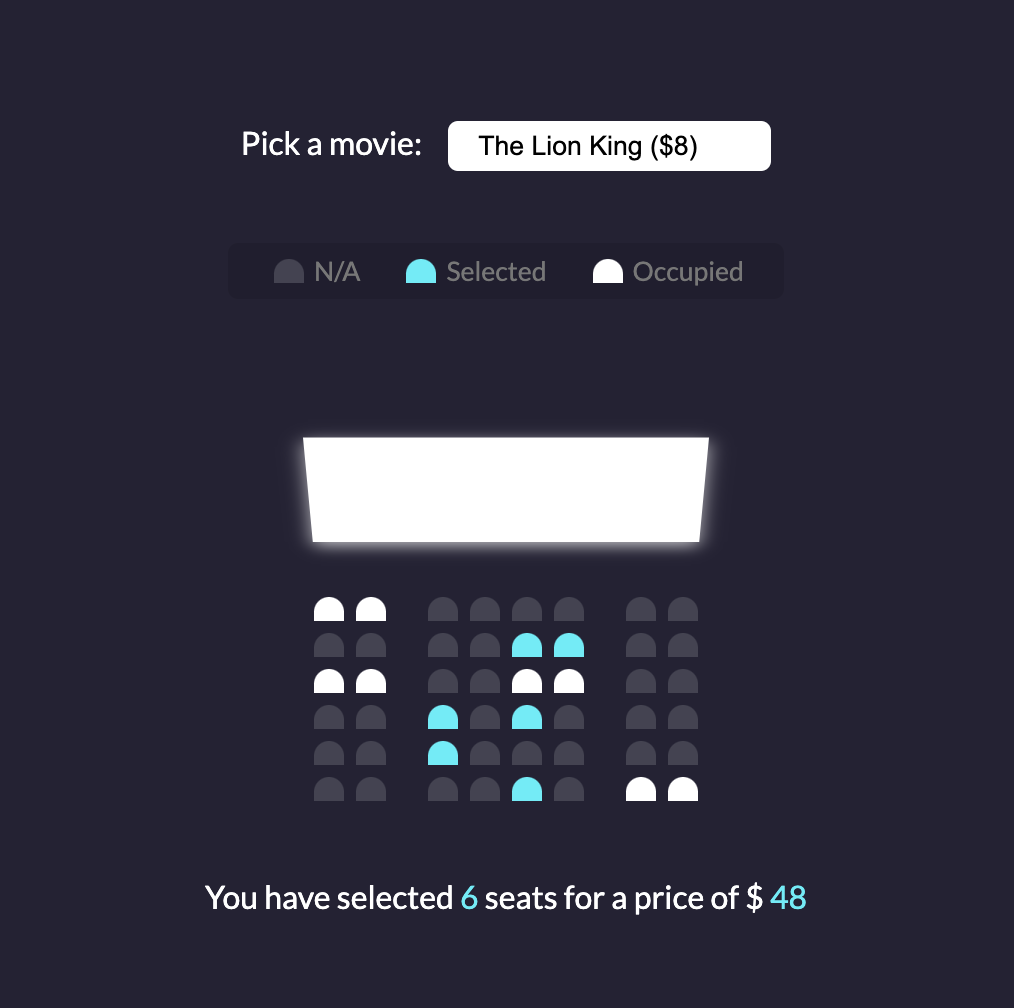 Pick a movie: The Lion King ($8)
N/A Selected Occupied
You have selected 6 seats for a price of $ 48